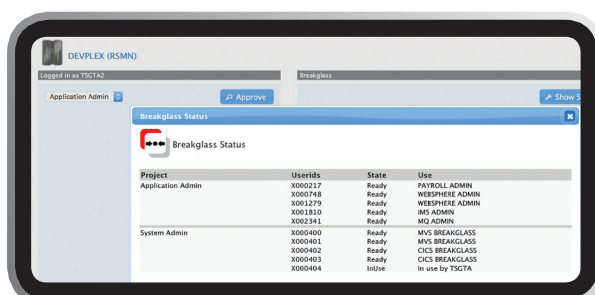 DEVPLEX (RSMN)
Logged in as TSGTA2 Breakglass
Application Admin Approve Show S
Breakglass Status
Breakglass Status
Project Userids State Use
Application Admin X000217 Ready PAYROLL ADMIN
X000748 Ready WEBSPHERE ADMIN
X001279 Ready WEBSPHERE ADMIN
X001810 Ready IMS ADMIN
X002341 Ready MQ ADMIN
System Admin X000400 Ready MVS BREAKGLASS
X000401 Ready MVS BREAKGLASS
X000402 Ready CICS BREAKGLASS
X000403 Ready CICS BREAKGLASS
X000404 InUse In use by TSGTA